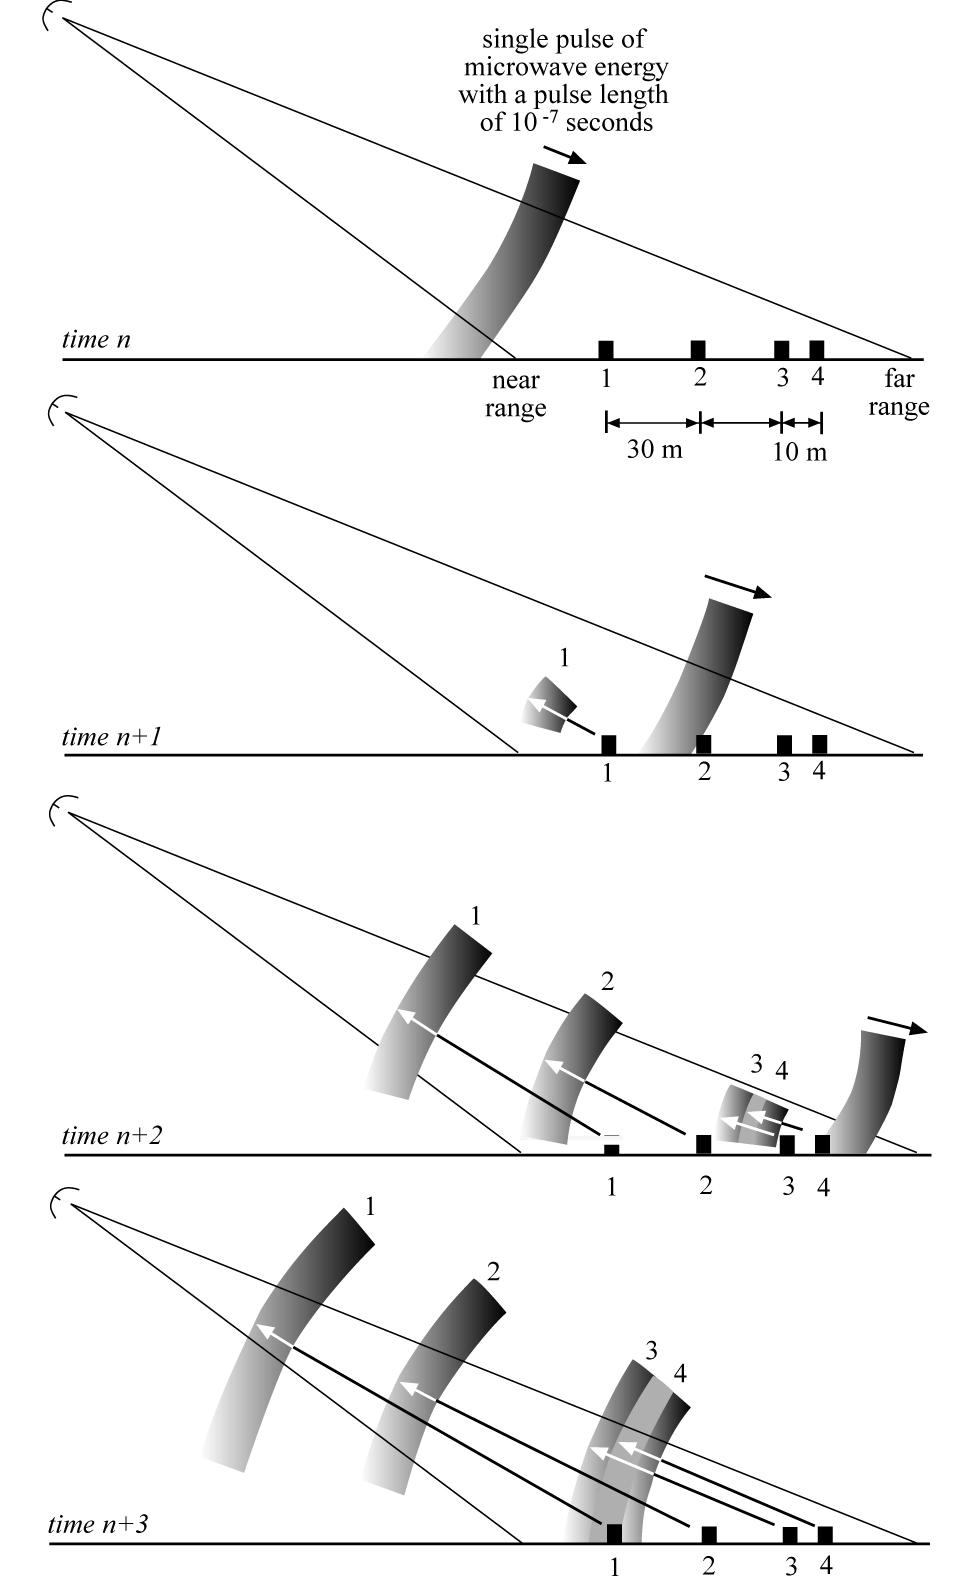 single pulse of
microwave energy
with a pulse length
of 10 -7 seconds
time n
near
range
1
2
3
4
far
range
30 m
10 m
1
time n+1
1
2
3
4
1
2
3
4
time n+2
1
2
3
4
1
2
3
4
time n+3
1
2
3
4